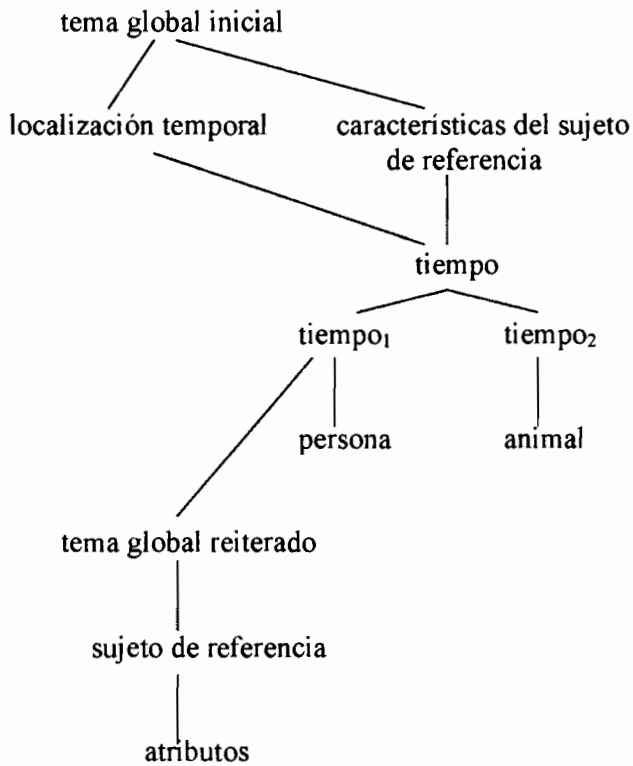 tema global inicial
localización temporal
características del sujeto
de referencia
tiempo
tiempo₁
tiempo₂
persona
animal
tema global reiterado
sujeto de referencia
atributos